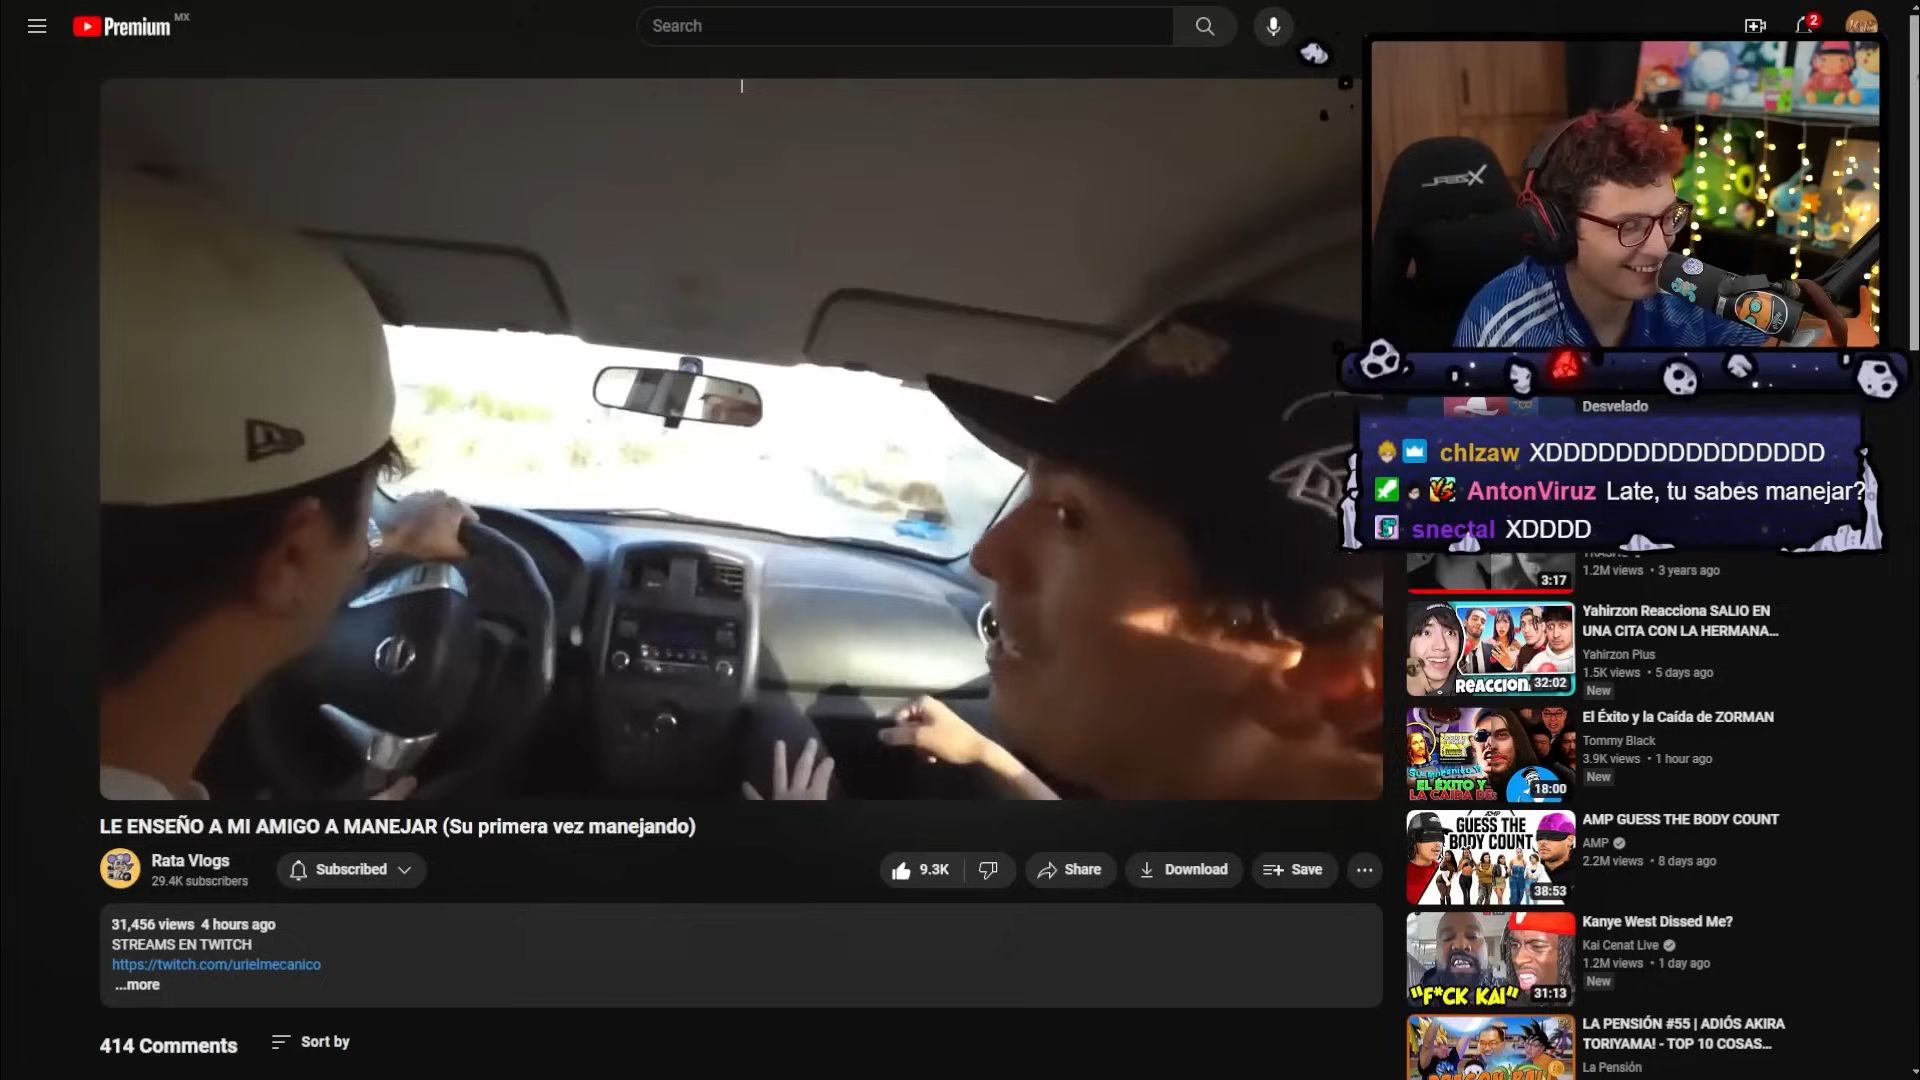 Premium MX
Search
2
chlzaw XDDDDDDDDDDDDDDDD
AntonViruz Late, tu sabes manejar?
snectal XDDDD
Desvelado
1.2M views • 3 years ago
3:17
Yahirzon Reacciona SALIO EN
UNA CITA CON LA HERMANA...
Yahirzon Plus
1.5K views • 5 days ago
New
REACCION
32:02
El Éxito y la Caída de ZORMAN
Tommy Black
3.9K views • 1 hour ago
New
EL ÉXITO Y
LA CAÍDA DE:
18:00
AMP GUESS THE BODY COUNT
AMP
2.2M views • 8 days ago
AMP
GUESS THE
BODY COUNT
38:53
Kanye West Dissed Me?
Kai Cenat Live
1.2M views • 1 day ago
New
"F*CK KAI"
31:13
LA PENSIÓN #55 | ADIÓS AKIRA
TORIYAMA! - TOP 10 COSAS...
La Pensión
LE ENSEÑO A MI AMIGO A MANEJAR (Su primera vez manejando)
Rata Vlogs
29.4K subscribers
Subscribed
9.3K
Share
Download
Save
31,456 views 4 hours ago
STREAMS EN TWITCH
https://twitch.com/urielmecanico
...more
414 Comments
Sort by